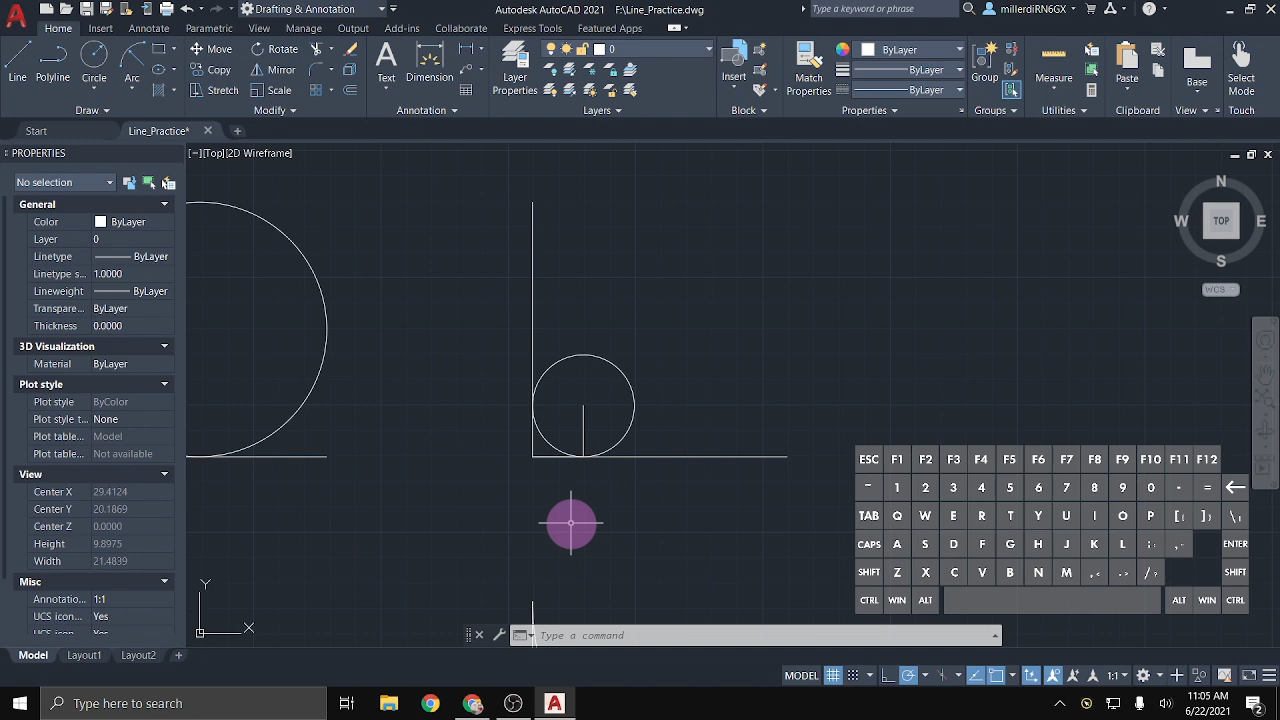 Drafting & Annotation
Autodesk AutoCAD 2021 F:\Line_Practice.dwg
Type a keyword or phrase
millerdiRNGX
Home Insert Annotate Parametric View Manage Output Add-ins Collaborate Express Tools Featured Apps
Line Polyline Circle Arc
Move Rotate
Copy Mirror
Stretch Scale
Text Dimension
Layer Properties
0
Insert
Match Properties
ByLayer
ByLayer
ByLayer
Group Measure Paste Base Select Mode
Draw Modify Annotation Layers Block Properties Groups Utilities Clipboard View Touch
Start Line_Practice*
PROPERTIES
[−][Top][2D Wireframe]
No selection
General
Color ByLayer
Layer 0
Linetype ByLayer
Linetype s... 1.0000
Lineweight ByLayer
Transpare... ByLayer
Thickness 0.0000
3D Visualization
Material ByLayer
Plot style
Plot style ByColor
Plot style t... None
Plot table... Model
Plot table... Not available
View
Center X 29.4124
Center Y 20.1869
Center Z 0.0000
Height 9.8975
Width 21.4839
Misc
Annotatio... 1:1
UCS icon... Yes
UCS icon... Yes
Y
X
N
W TOP E
S
WCS
ESC F1 F2 F3 F4 F5 F6 F7 F8 F9 F10 F11 F12
~ 1 2 3 4 5 6 7 8 9 0 - =
TAB Q W E R T Y U I O P [{ ]} \|
CAPS A S D F G H J K L ;: ,. ENTER
SHIFT Z X C V B N M ,< .> /? SHIFT
CTRL WIN ALT ALT WIN CTRL
Type a command
Model Layout1 Layout2
MODEL 1:1
Type here to search
11:05 AM
6/22/2021
2